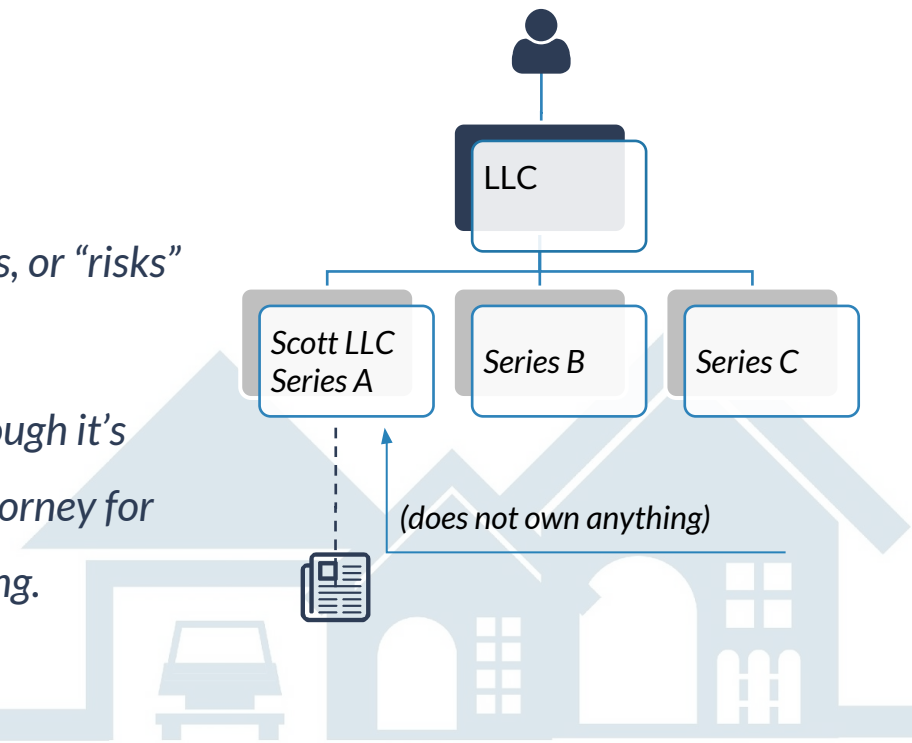 LLC
s, or “risks”
Scott LLC
Series A
Series B
Series C
ough it’s
orney for
(does not own anything)
ng.